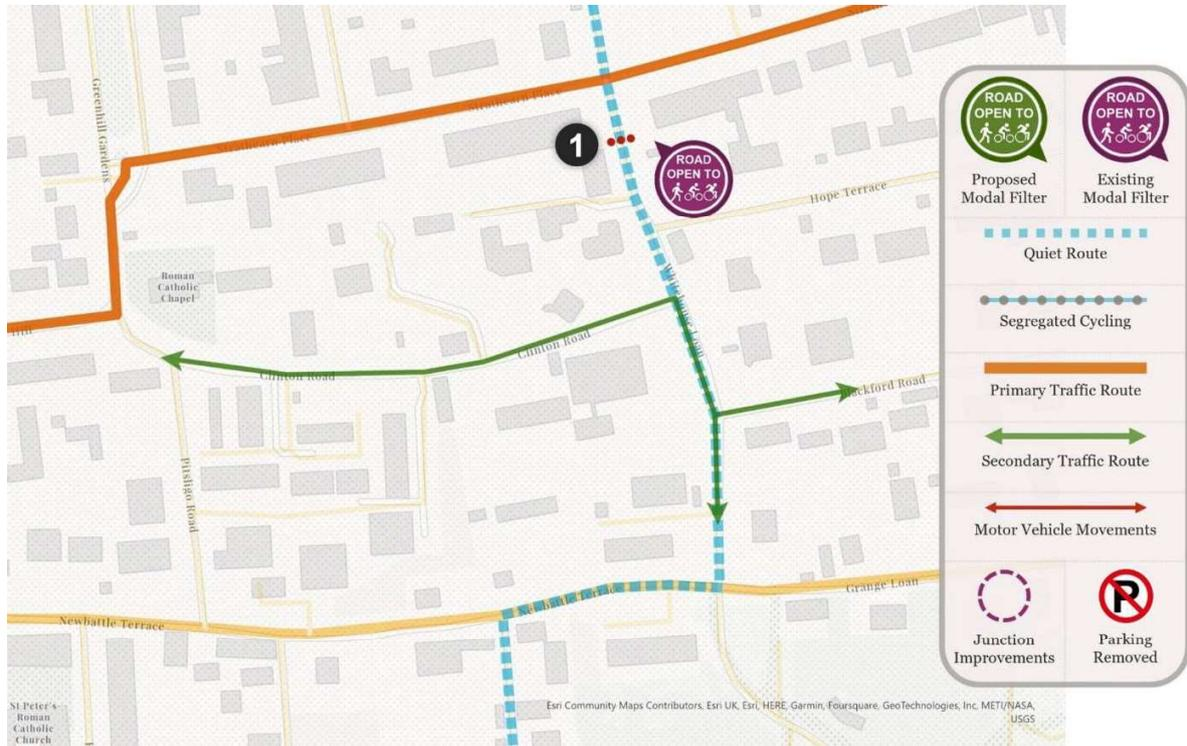 Strathearn Place
Strathearn Place
Greenhill Gardens
1
ROAD
OPEN TO
Hope Terrace
Roman
Catholic
Chapel
Whitehouse Loan
Clinton Road
Clinton Road
Blackford Road
Pitsligo Road
Newbattle Terrace
Grange Loan
Newbattle Terrace
St Peter's
Roman
Catholic
Church
Esri Community Maps Contributors, Esri UK, Esri, HERE, Garmin, Foursquare, GeoTechnologies, Inc, METI/NASA,
USGS
ROAD
OPEN TO
Proposed
Modal Filter
ROAD
OPEN TO
Existing
Modal Filter
Quiet Route
Segregated Cycling
Primary Traffic Route
Secondary Traffic Route
Motor Vehicle Movements
Junction
Improvements
P
Parking
Removed